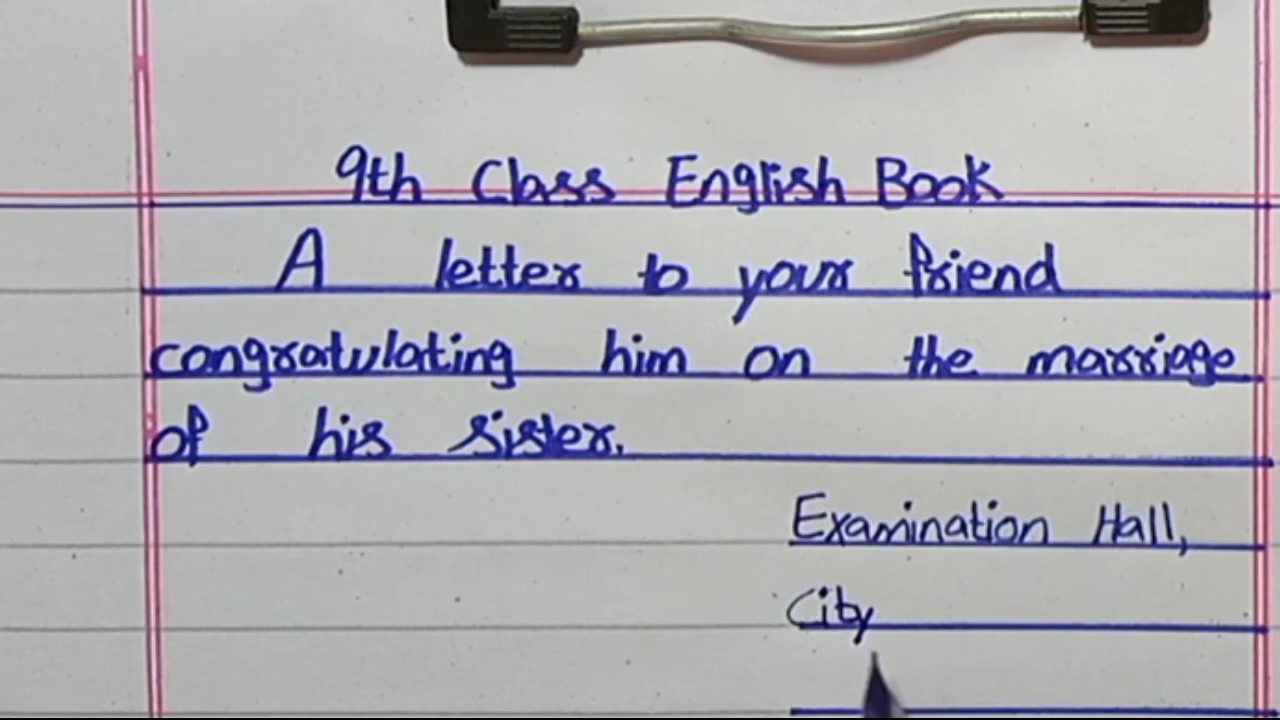 9th Class English Book
A letter to your friend
congratulating him on the marriage
of his sister.
Examination Hall,
City